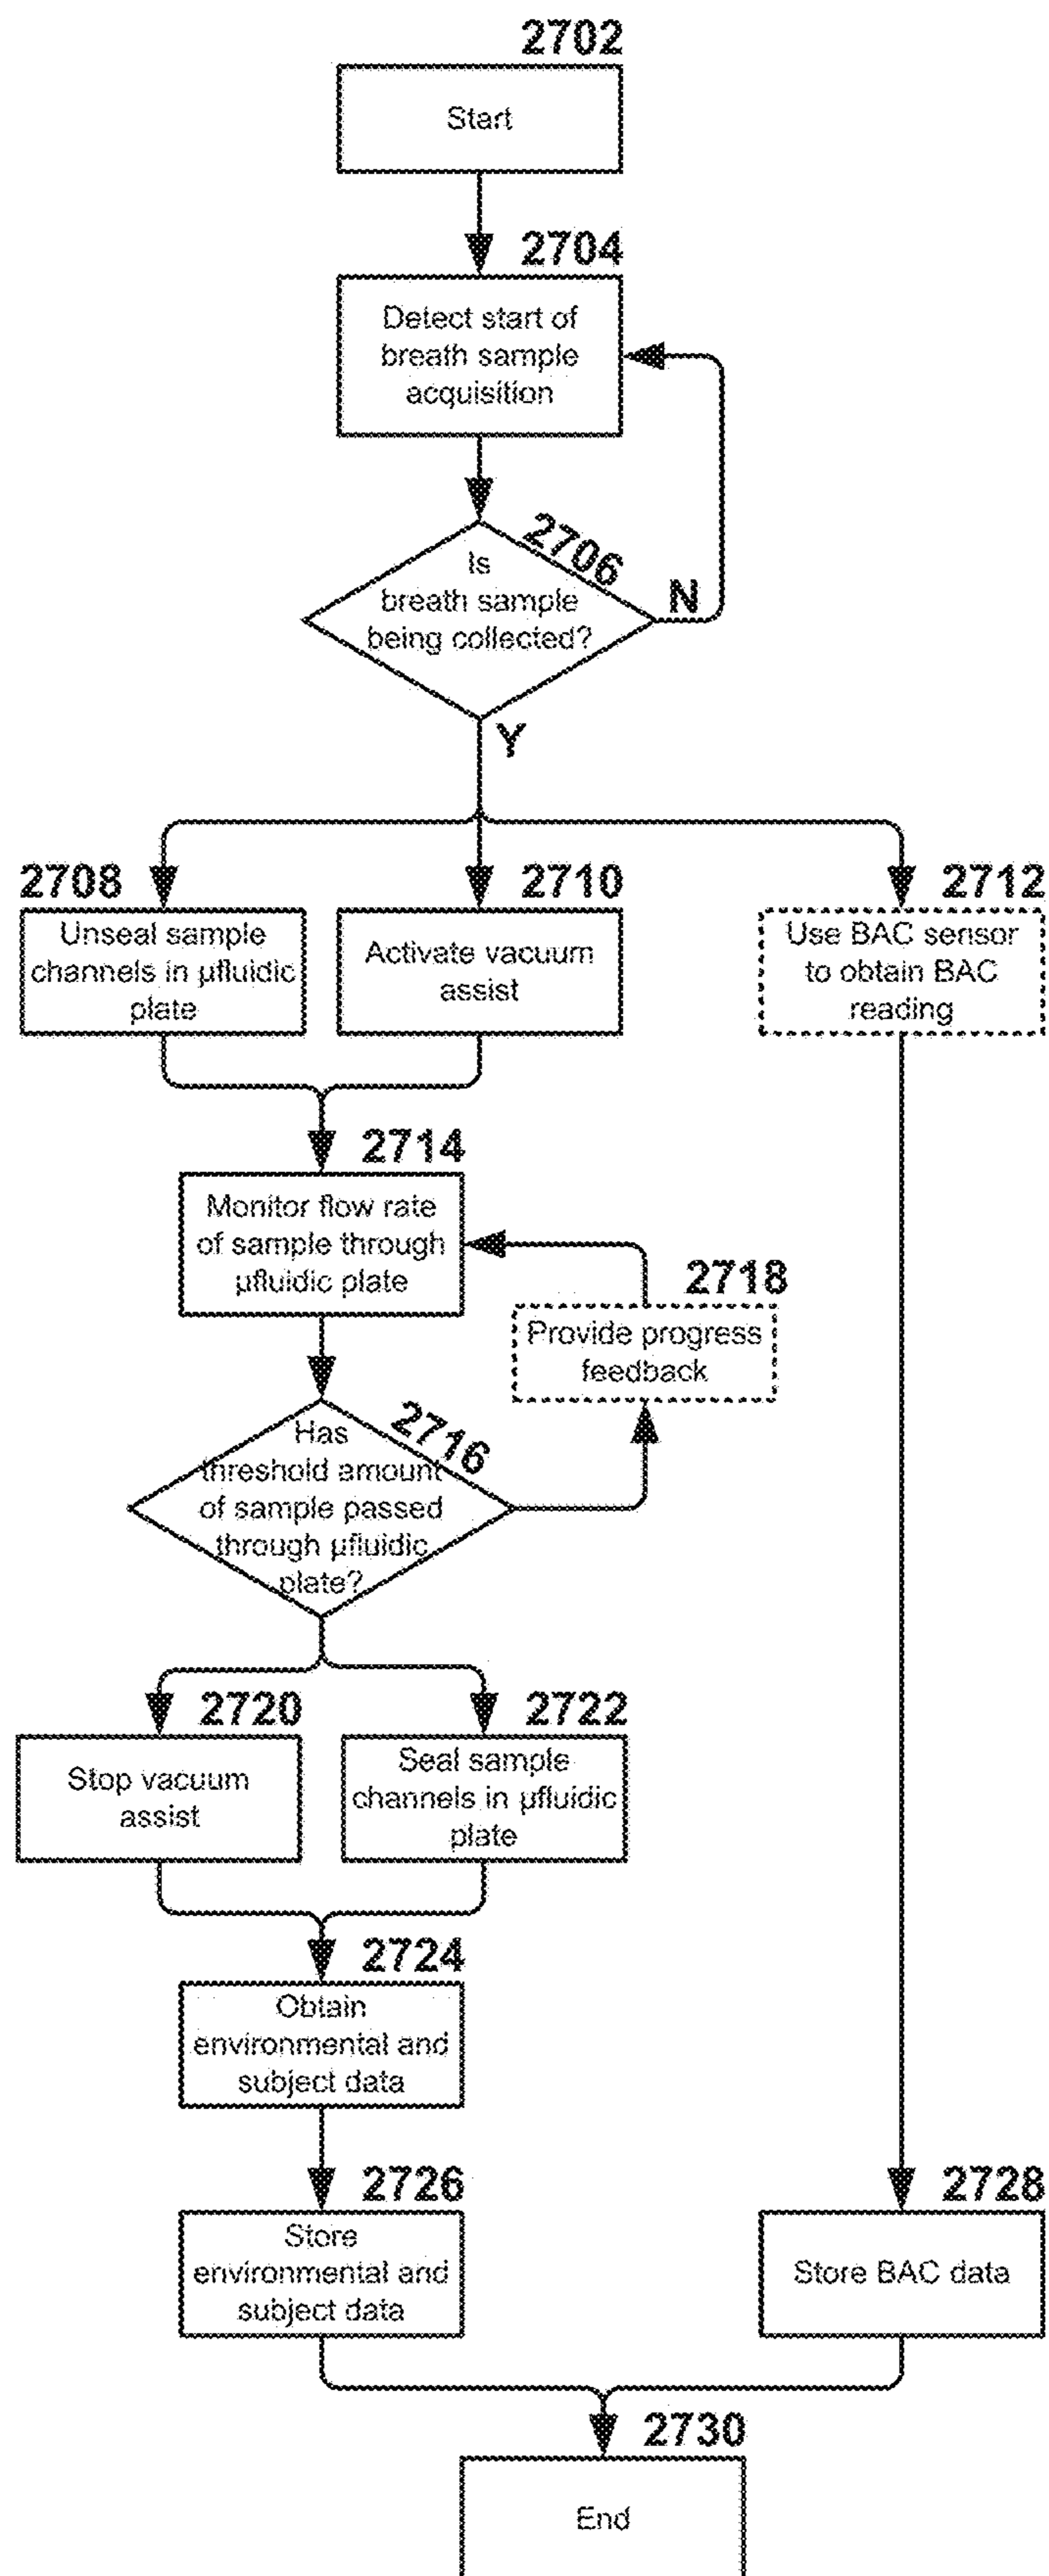 2702
Start
2704
Detect start of
breath sample
acquisition
2706
Is
breath sample
being collected?
N
Y
2708
Unseal sample
channels in µfluidic
plate
2710
Activate vacuum
assist
2712
Use BAC sensor
to obtain BAC
reading
2714
Monitor flow rate
of sample through
µfluidic plate
2718
Provide progress
feedback
2716
Has
threshold amount
of sample passed
through µfluidic
plate?
2720
Stop vacuum
assist
2722
Seal sample
channels in µfluidic
plate
2724
Obtain
environmental and
subject data
2726
Store
environmental and
subject data
2728
Store BAC data
2730
End